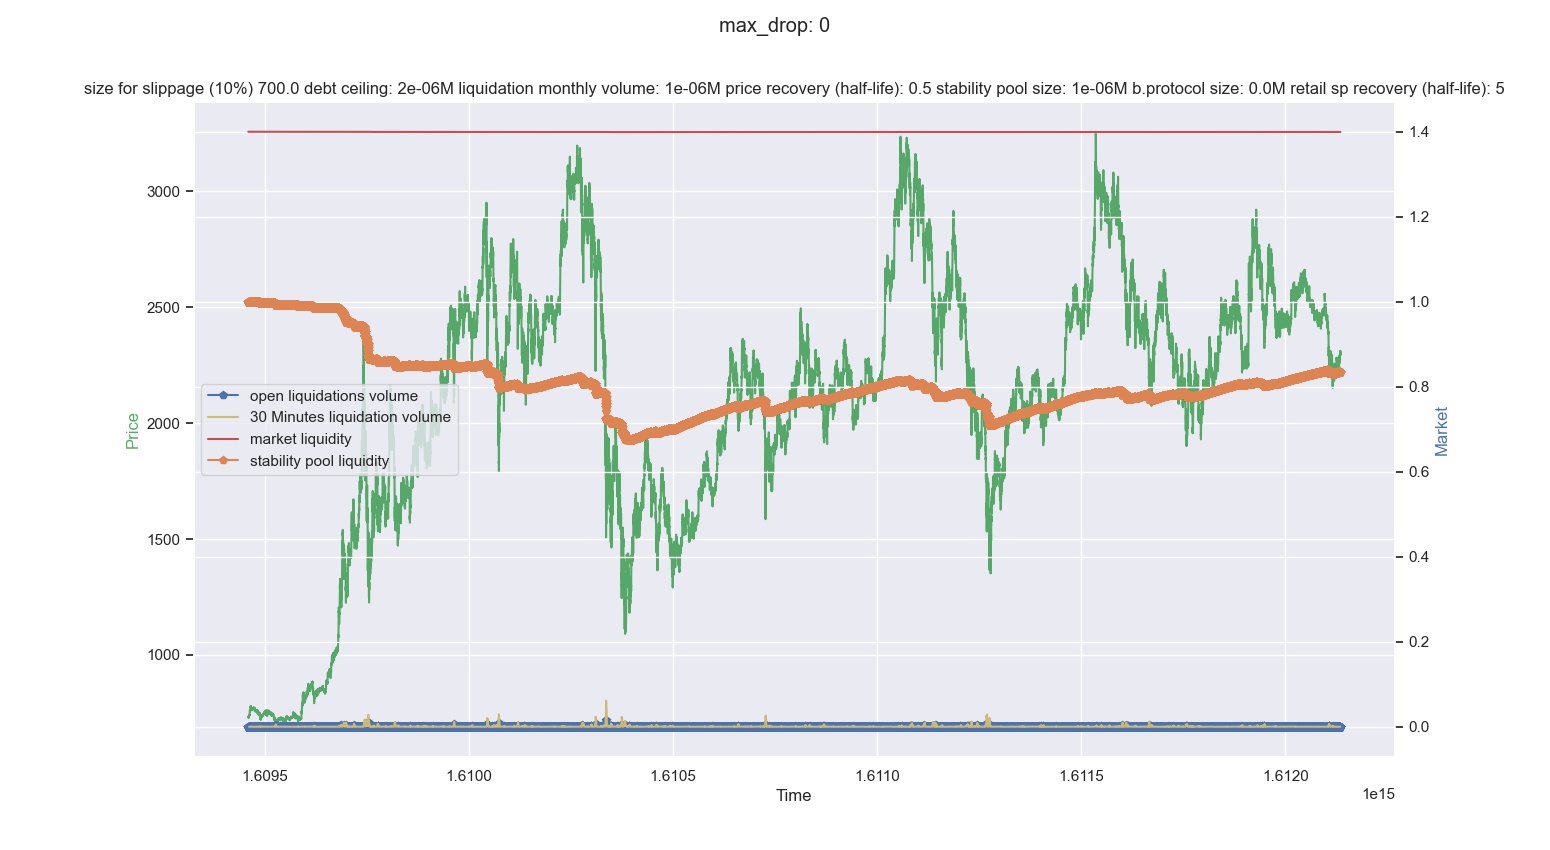 max_drop: 0
size for slippage (10%) 700.0 debt ceiling: 2e-06M liquidation monthly volume: 1e-06M price recovery (half-life): 0.5 stability pool size: 1e-06M b.protocol size: 0.0M retail sp recovery (half-life): 5
1.4
3000
1.2
2500
1.0
open liquidations volume
0.8
30 Minutes liquidation volume
2000
Price
Market
market liquidity
stability pool liquidity
0.6
1500
0.4
1000
0.2
0.0
1.6095 1.6100 1.6105 1.6110 1.6115 1.6120
Time
1e15